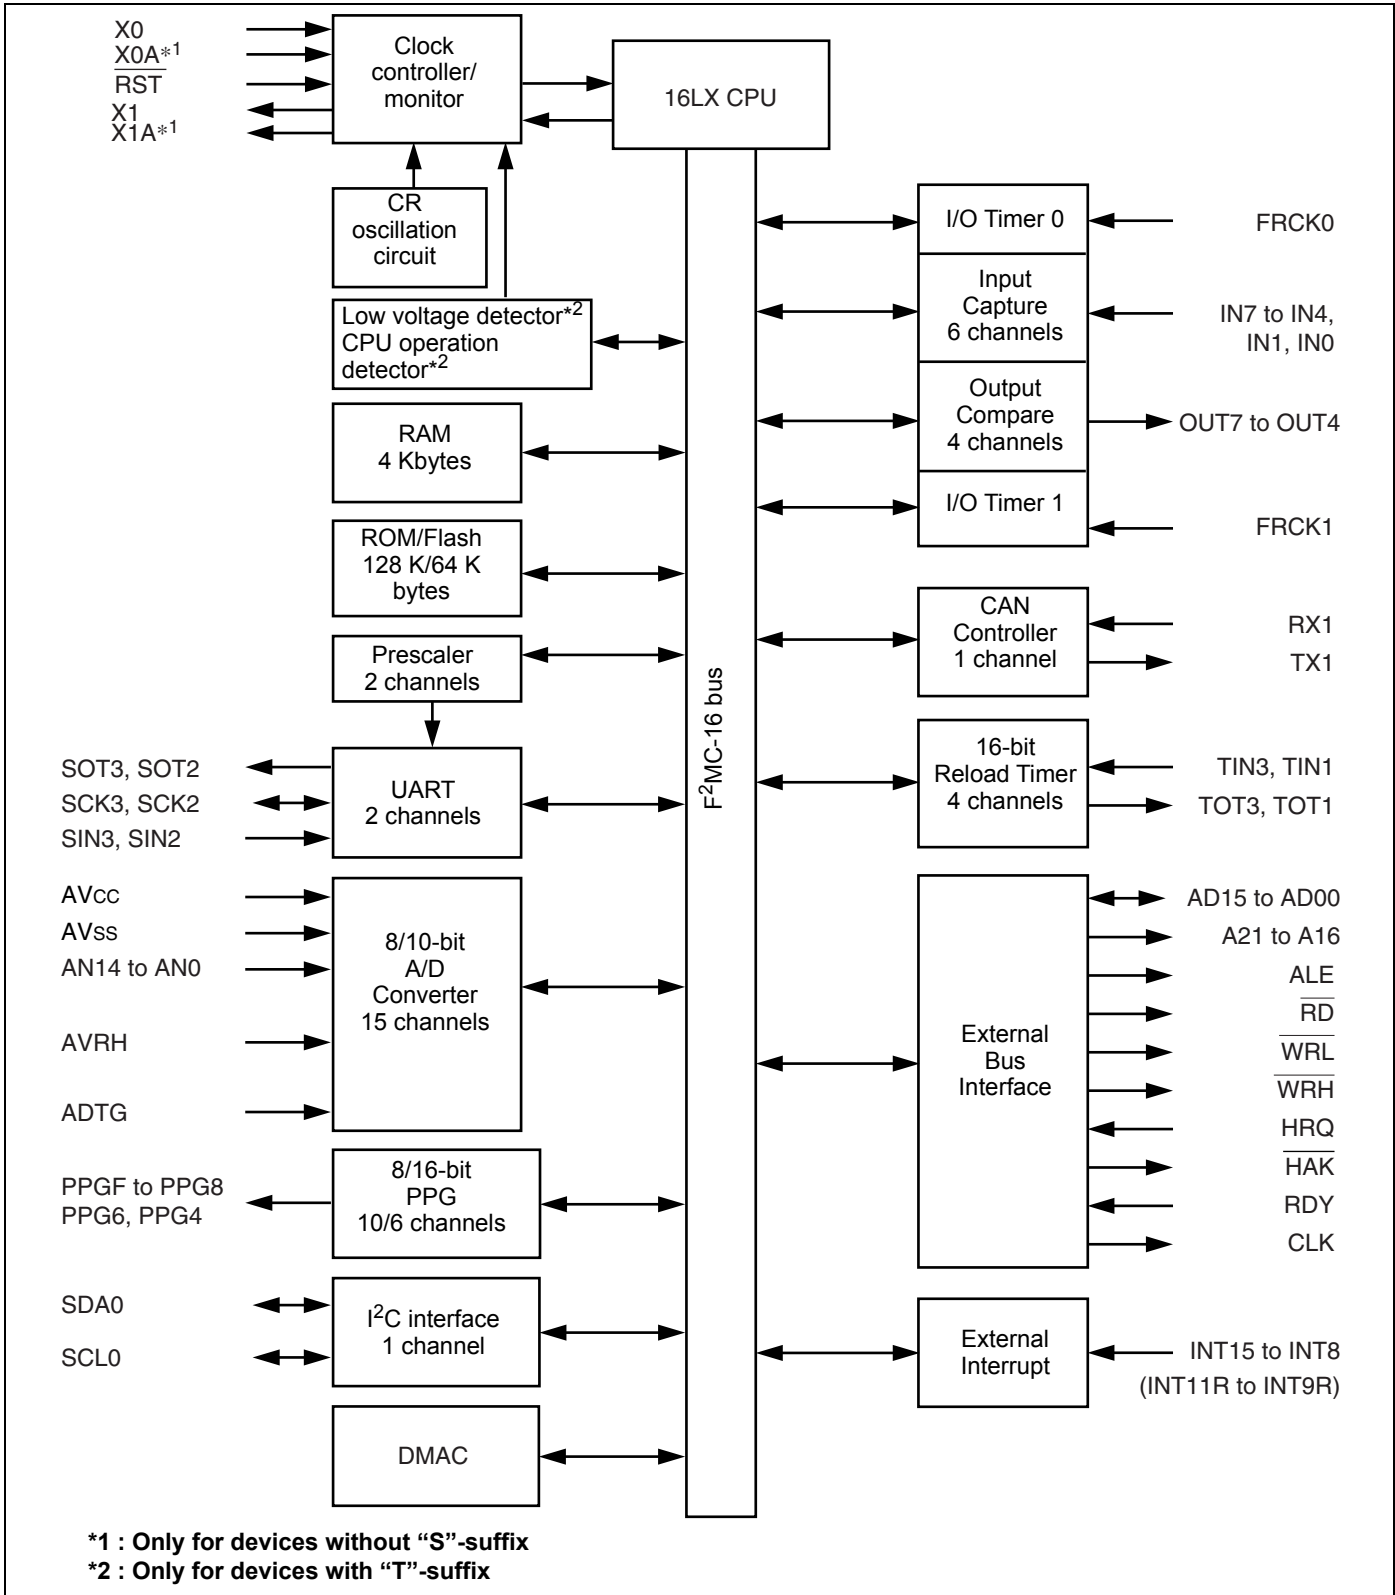 X0
X0A*1
RST
X1
X1A*1
Clock
controller/
monitor
16LX CPU
CR
oscillation
circuit
Low voltage detector*2
CPU operation
detector*2
RAM
4 Kbytes
ROM/Flash
128 K/64 K
bytes
Prescaler
2 channels
SOT3, SOT2
SCK3, SCK2
SIN3, SIN2
UART
2 channels
AVCC
AVSS
AN14 to AN0
AVRH
ADTG
8/10-bit
A/D
Converter
15 channels
PPGF to PPG8
PPG6, PPG4
8/16-bit
PPG
10/6 channels
SDA0
SCL0
I2C interface
1 channel
DMAC
F2MC-16 bus
I/O Timer 0
FRCK0
Input
Capture
6 channels
IN7 to IN4,
IN1, IN0
Output
Compare
4 channels
OUT7 to OUT4
I/O Timer 1
FRCK1
CAN
Controller
1 channel
RX1
TX1
16-bit
Reload Timer
4 channels
TIN3, TIN1
TOT3, TOT1
External
Bus
Interface
AD15 to AD00
A21 to A16
ALE
RD
WRL
WRH
HRQ
HAK
RDY
CLK
External
Interrupt
INT15 to INT8
(INT11R to INT9R)
*1 : Only for devices without “S”-suffix
*2 : Only for devices with “T”-suffix